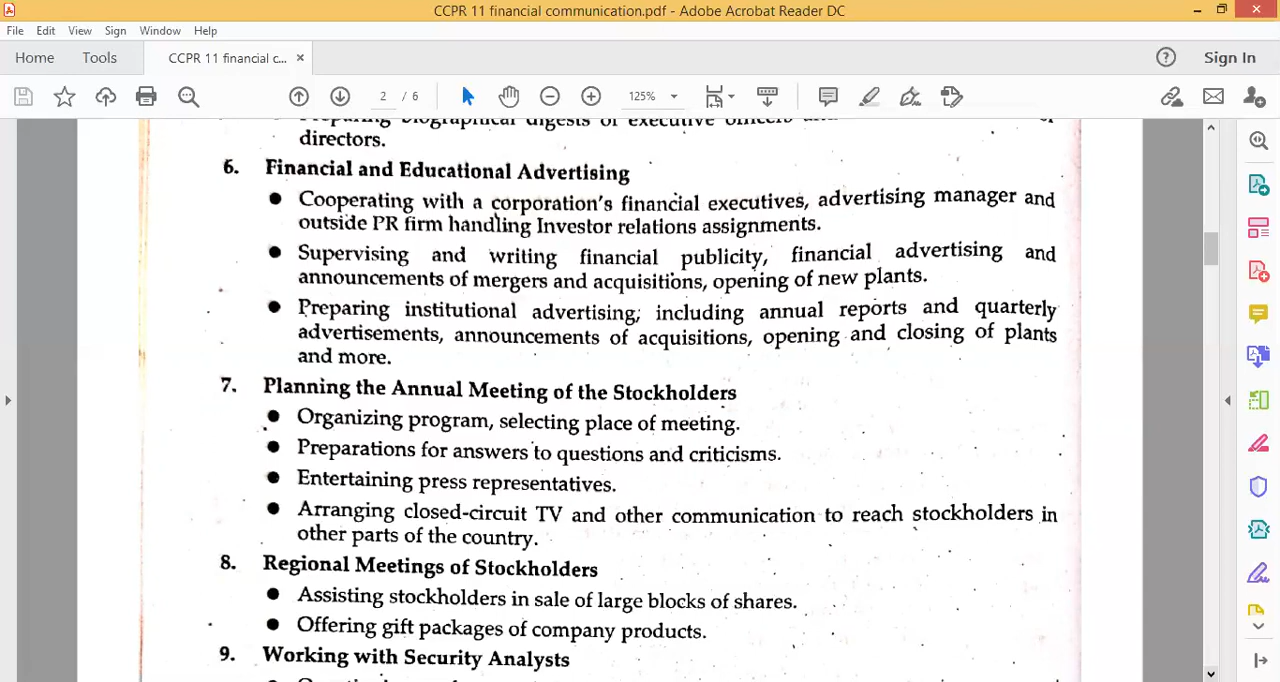 CCPR 11 financial communication.pdf - Adobe Acrobat Reader DC
File Edit View Sign Window Help
Home Tools CCPR 11 financial c... × Sign In
2 / 6 125%
Preparing biographical digests of executive officers
directors.
6. Financial and Educational Advertising
● Cooperating with a corporation's financial executives, advertising manager and
outside PR firm handling Investor relations assignments.
● Supervising and writing financial publicity, financial advertising and
announcements of mergers and acquisitions, opening of new plants.
● Preparing institutional advertising, including annual reports and quarterly
advertisements, announcements of acquisitions, opening and closing of plants
and more.
7. Planning the Annual Meeting of the Stockholders
● Organizing program, selecting place of meeting.
● Preparations for answers to questions and criticisms.
● Entertaining press representatives.
● Arranging closed-circuit TV and other communication to reach stockholders in
other parts of the country.
8. Regional Meetings of Stockholders
● Assisting stockholders in sale of large blocks of shares.
● Offering gift packages of company products.
9. Working with Security Analysts